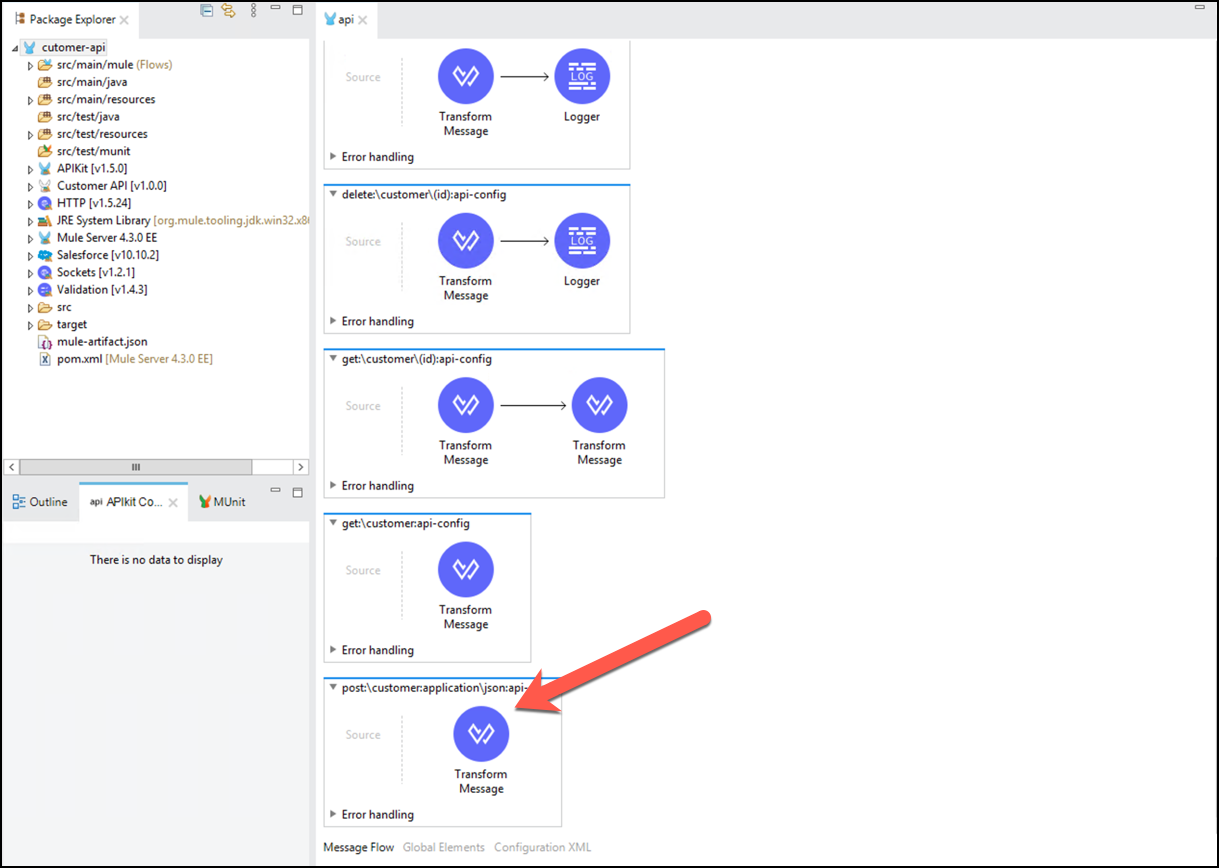 Package Explorer
cutomer-api
src/main/mule (Flows)
src/main/java
src/main/resources
src/test/java
src/test/resources
src/test/munit
APIKit [v1.5.0]
Customer API [v1.0.0]
HTTP [v1.5.24]
JRE System Library [org.mule.tooling.jdk.win32.x86
Mule Server 4.3.0 EE
Salesforce [v10.10.2]
Sockets [v1.2.1]
Validation [v1.4.3]
src
target
mule-artifact.json
pom.xml [Mule Server 4.3.0 EE]
Outline
api APIkit Co...
MUnit
There is no data to display
api
Source
LOG
Transform
Message
Logger
Error handling
delete:\customer\(id):api-config
Source
LOG
Transform
Message
Logger
Error handling
get:\customer\(id):api-config
Source
Transform
Message
Transform
Message
Error handling
get:\customer:api-config
Source
Transform
Message
Error handling
post:\customer:application\json:api-
Source
Transform
Message
Error handling
Message Flow Global Elements Configuration XML